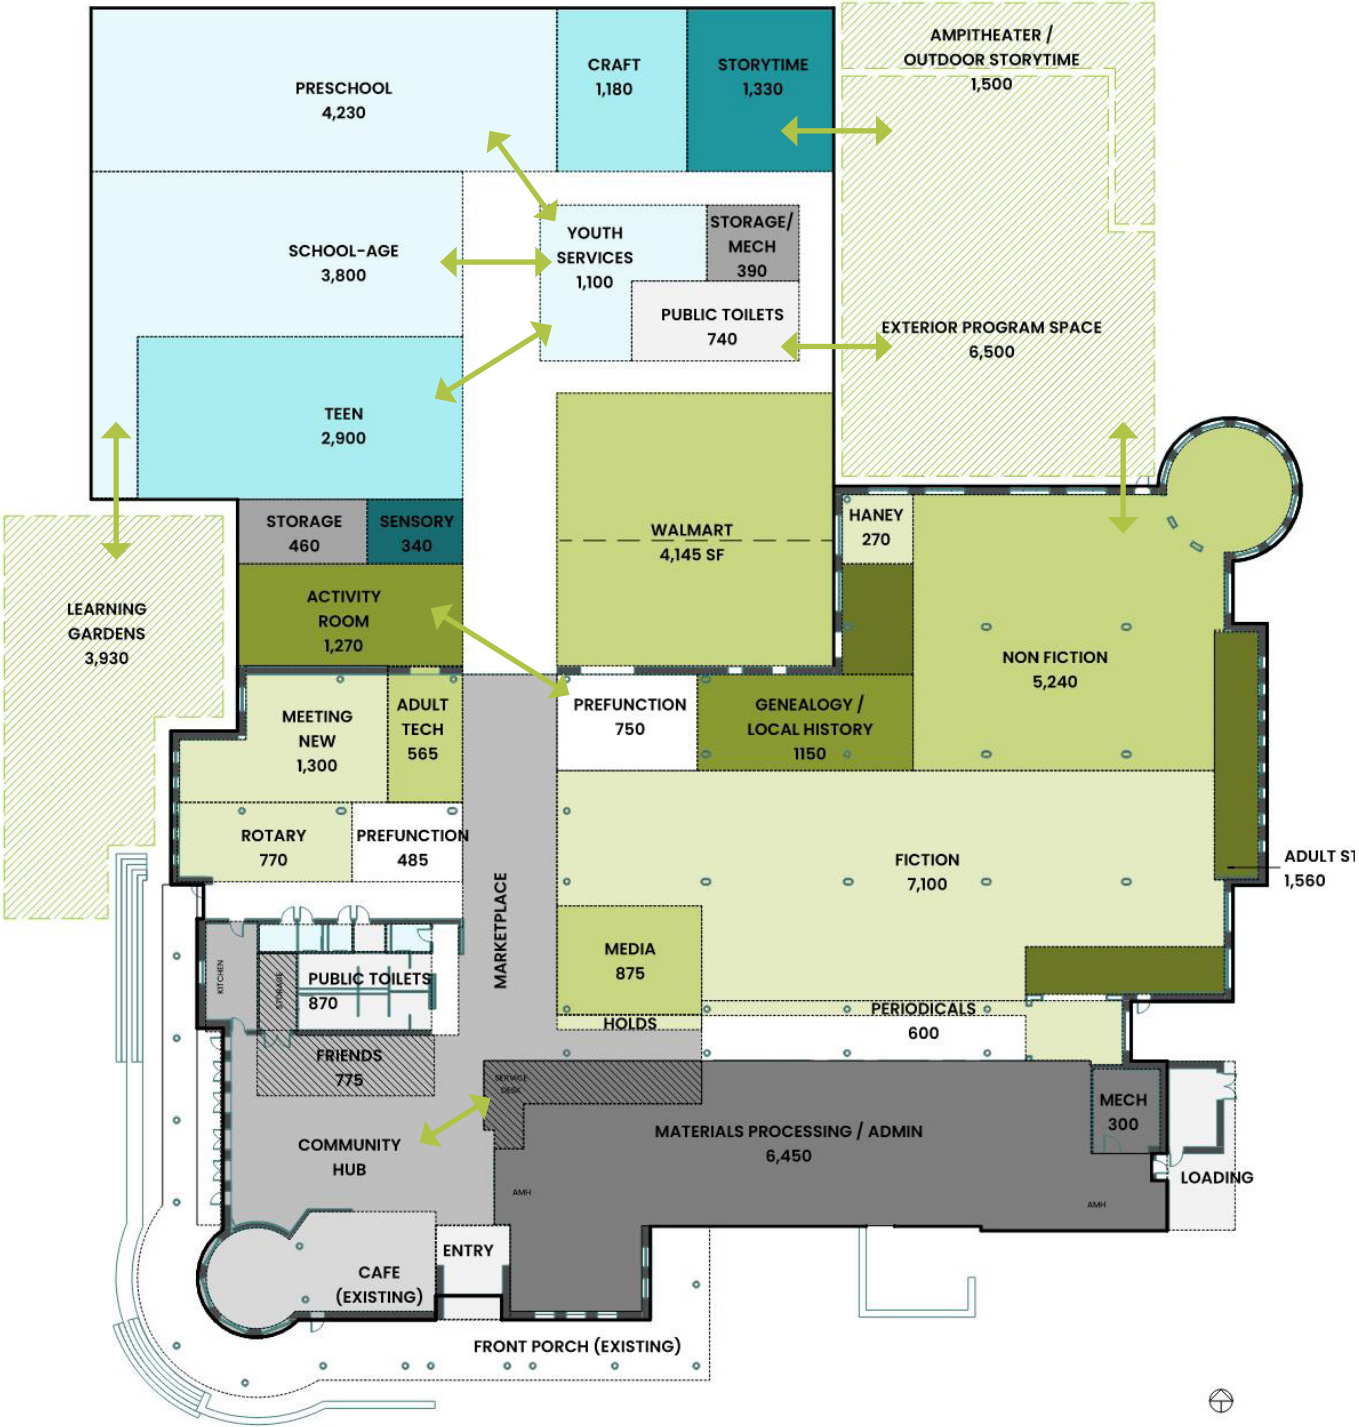 PRESCHOOL
4,230
CRAFT
1,180
STORYTIME
1,330
AMPITHEATER /
OUTDOOR STORYTIME
1,500
SCHOOL-AGE
3,800
YOUTH
SERVICES
1,100
STORAGE/
MECH
390
PUBLIC TOILETS
740
EXTERIOR PROGRAM SPACE
6,500
TEEN
2,900
STORAGE
460
SENSORY
340
WALMART
4,145 SF
HANEY
270
ACTIVITY
ROOM
1,270
LEARNING
GARDENS
3,930
NON FICTION
5,240
MEETING
NEW
1,300
ADULT
TECH
565
PREFUNCTION
750
GENEALOGY /
LOCAL HISTORY
1150
ROTARY
770
PREFUNCTION
485
FICTION
7,100
ADULT ST
1,560
MARKETPLACE
MEDIA
875
KITCHEN
STORAGE
PUBLIC TOILETS
870
HOLDS
PERIODICALS
600
FRIENDS
775
SERVICE
DESK
MECH
300
COMMUNITY
HUB
MATERIALS PROCESSING / ADMIN
6,450
AMH
AMH
LOADING
ENTRY
CAFE
(EXISTING)
FRONT PORCH (EXISTING)